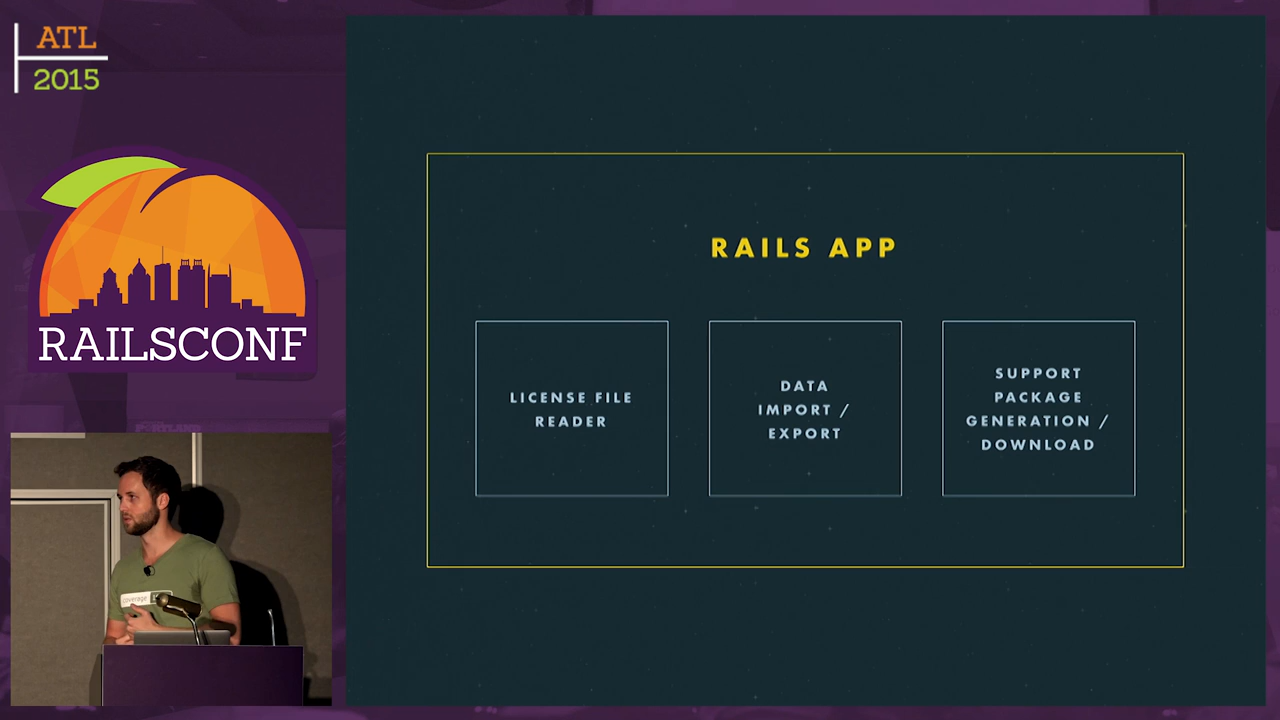 ATL
2015
RAILSCONF
RAILS APP
LICENSE FILE
READER
DATA
IMPORT /
EXPORT
SUPPORT
PACKAGE
GENERATION /
DOWNLOAD
coverage